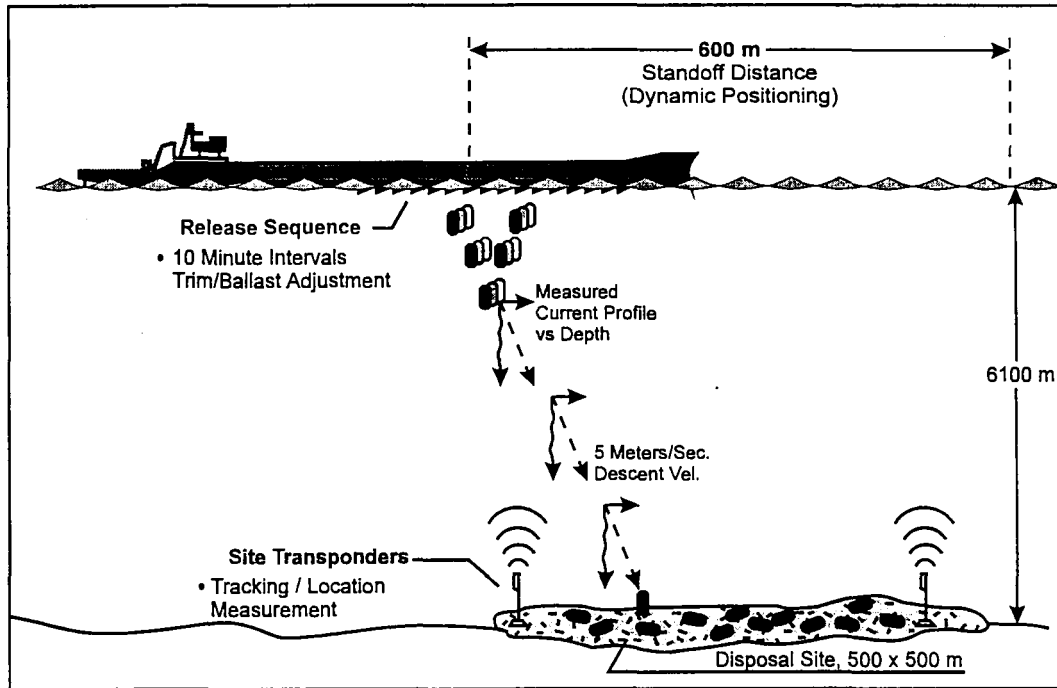 600 m
Standoff Distance
(Dynamic Positioning)
Release Sequence
• 10 Minute Intervals
Trim/Ballast Adjustment
Measured
Current Profile
vs Depth
6100 m
5 Meters/Sec.
Descent Vel.
Site Transponders
• Tracking / Location
Measurement
Disposal Site, 500 x 500 m